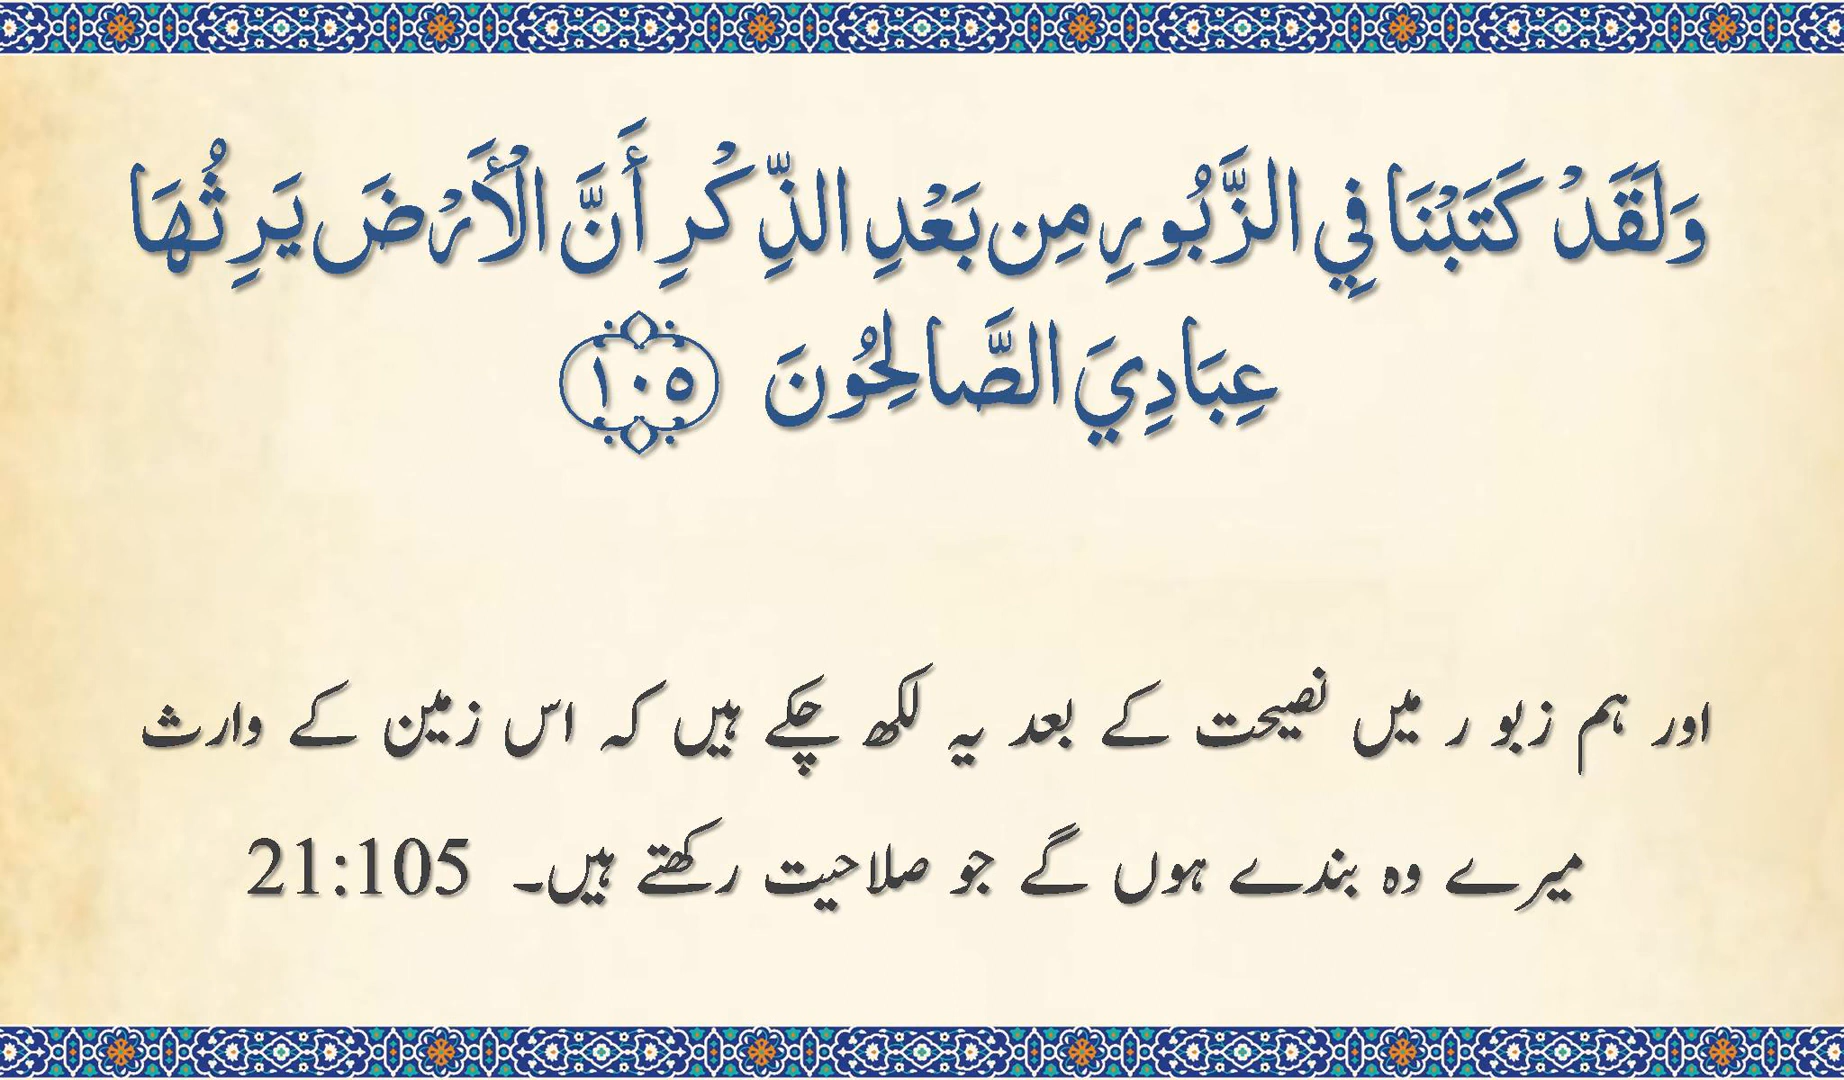 وَلَقَدْ كَتَبْنَا فِي الزَّبُورِ مِن بَعْدِ الذِّكْرِ أَنَّ الْأَرْضَ يَرِثُهَا
عِبَادِيَ الصَّالِحُونَ ﴿١٠٥﴾
اور ہم زبو ر میں نصیحت کے بعد یہ لکھ چکے ہیں کہ اس زمین کے وارث
میرے وہ بندے ہوں گے جو صلاحیت رکھتے ہیں۔ 21:105